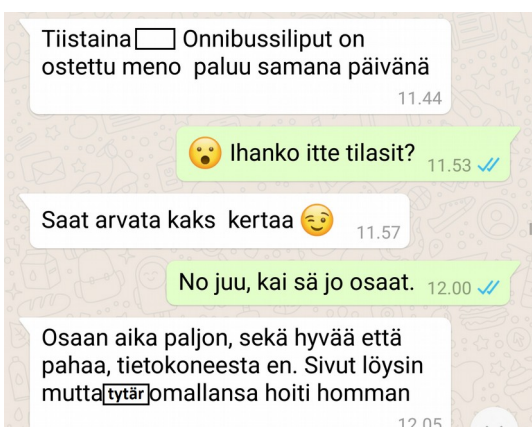 Tiistaina Onnibussiliput on
ostettu meno paluu samana päivänä
11.44
😮 Ihanko itte tilasit? 11.53
Saat arvata kaks kertaa 😉 11.57
No juu, kai sä jo osaat. 12.00
Osaan aika paljon, sekä hyvää että
pahaa, tietokoneesta en. Sivut löysin
mutta tytär omallansa hoiti homman
12.05